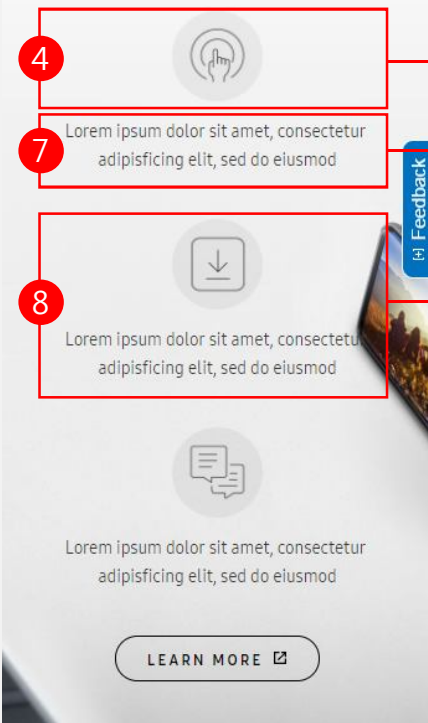 4
7
Lorem ipsum dolor sit amet, consectetur
adipisficing elit, sed do eiusmod
[+] Feedback
8
Lorem ipsum dolor sit amet, consectetur
adipisficing elit, sed do eiusmod
Lorem ipsum dolor sit amet, consectetur
adipisficing elit, sed do eiusmod
LEARN MORE